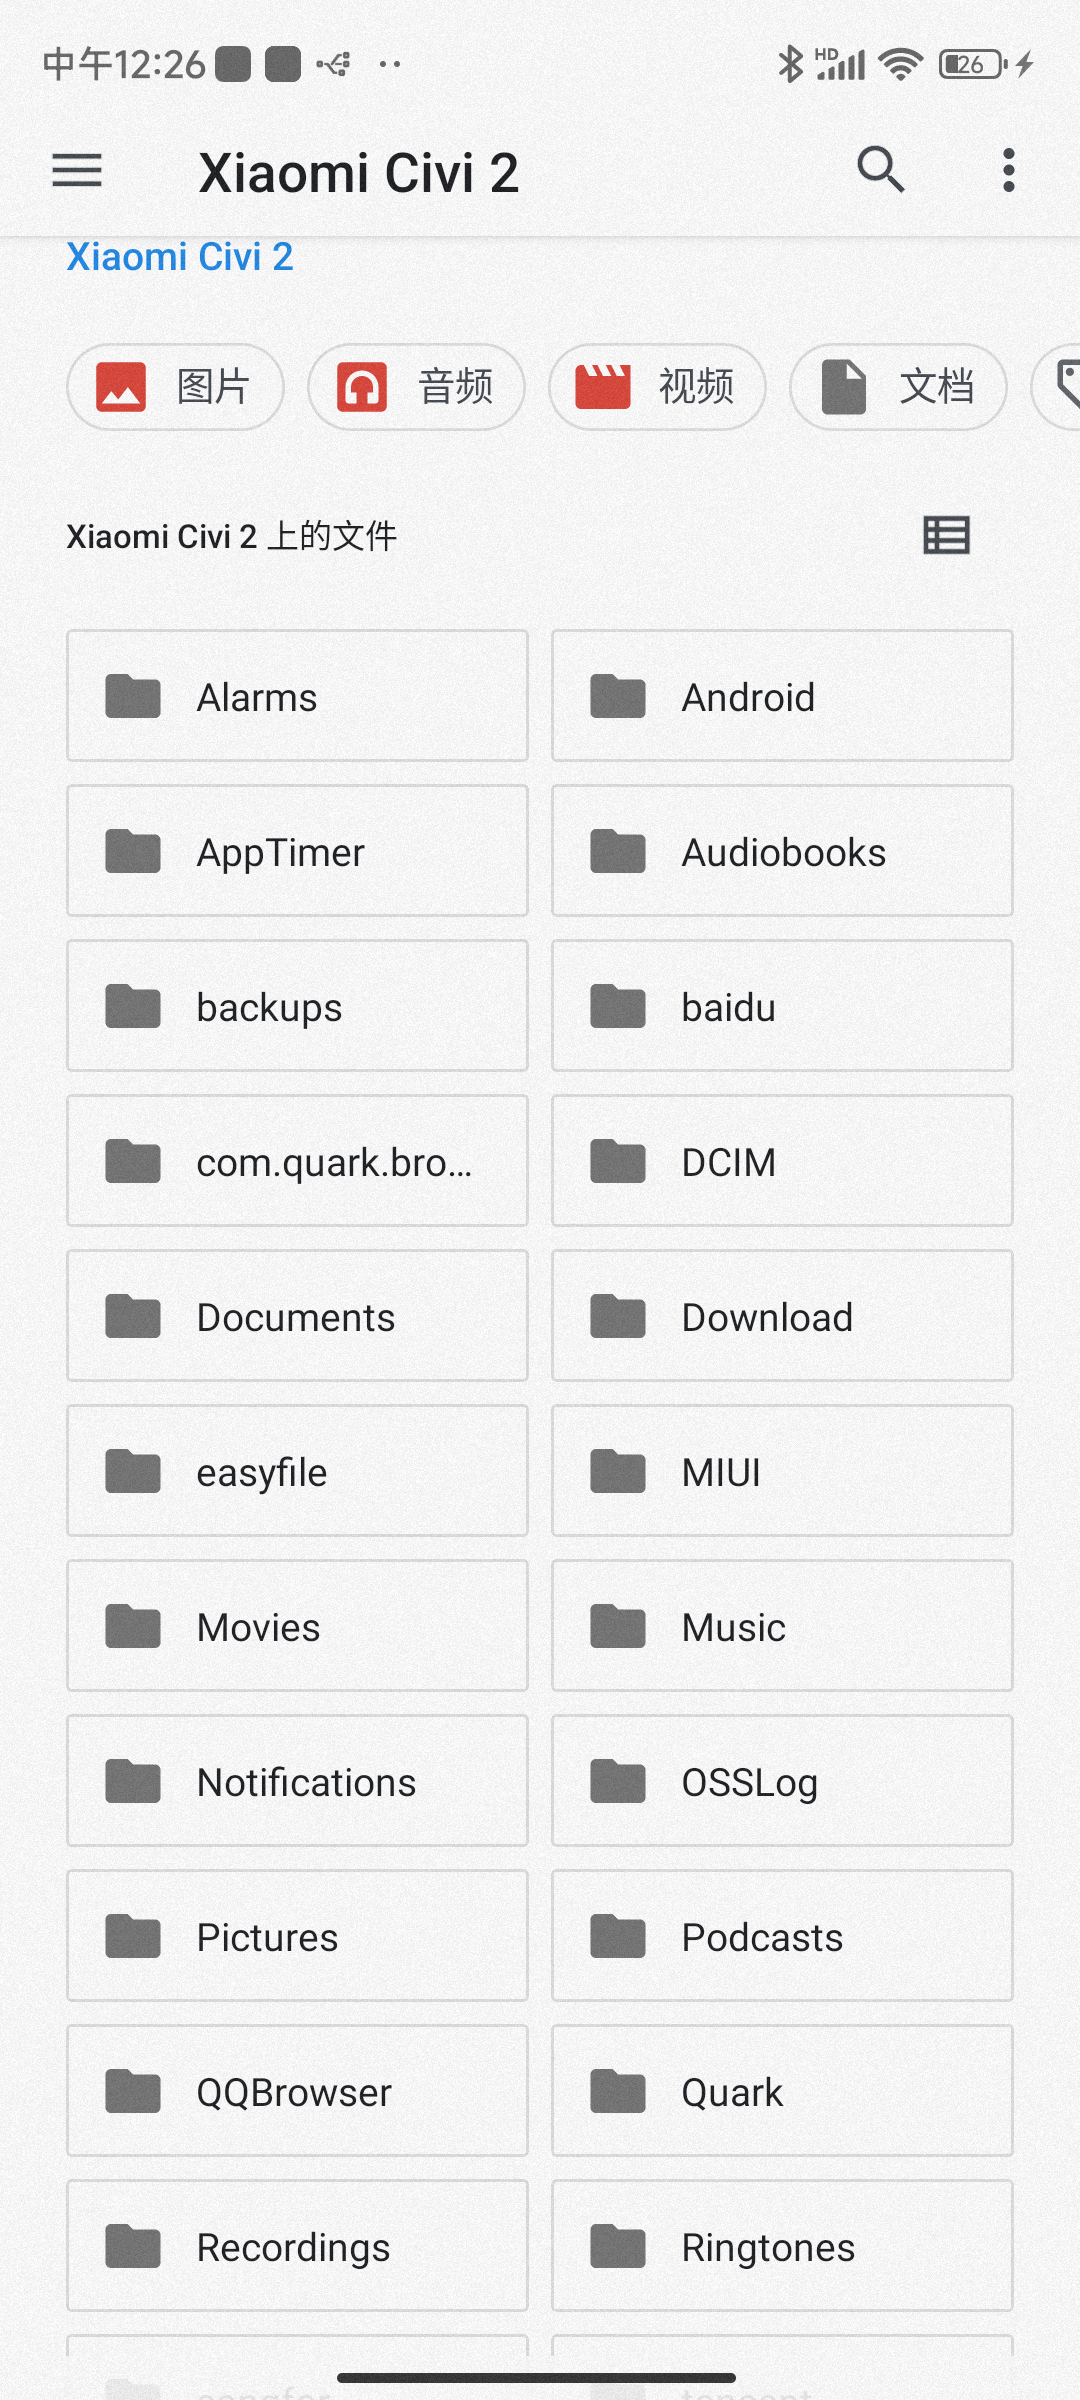 中午12:26 HD 26
Xiaomi Civi 2
Xiaomi Civi 2
图片 音频 视频 文档
Xiaomi Civi 2 上的文件
Alarms Android
AppTimer Audiobooks
backups baidu
com.quark.bro... DCIM
Documents Download
easyfile MIUI
Movies Music
Notifications OSSLog
Pictures Podcasts
QQBrowser Quark
Recordings Ringtones